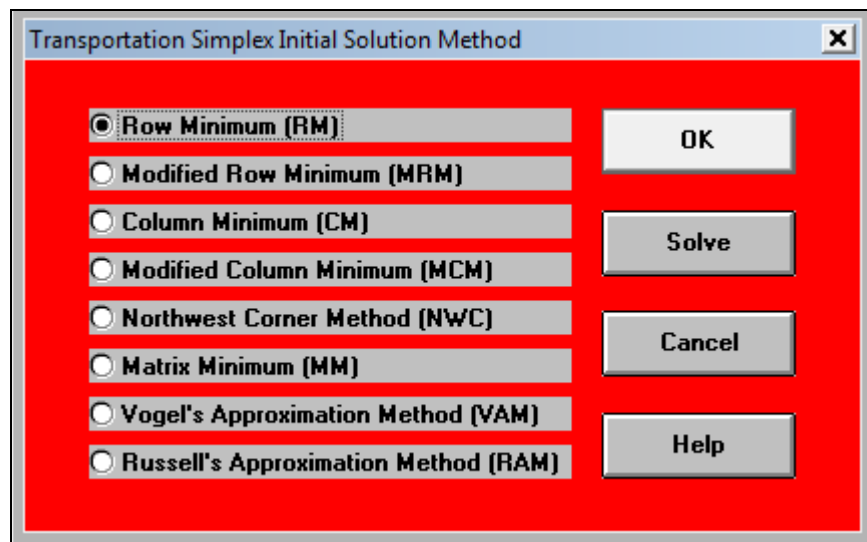 Transportation Simplex Initial Solution Method
Row Minimum (RM)
Modified Row Minimum (MRM)
Column Minimum (CM)
Modified Column Minimum (MCM)
Northwest Corner Method (NWC)
Matrix Minimum (MM)
Vogel's Approximation Method (VAM)
Russell's Approximation Method (RAM)
OK
Solve
Cancel
Help